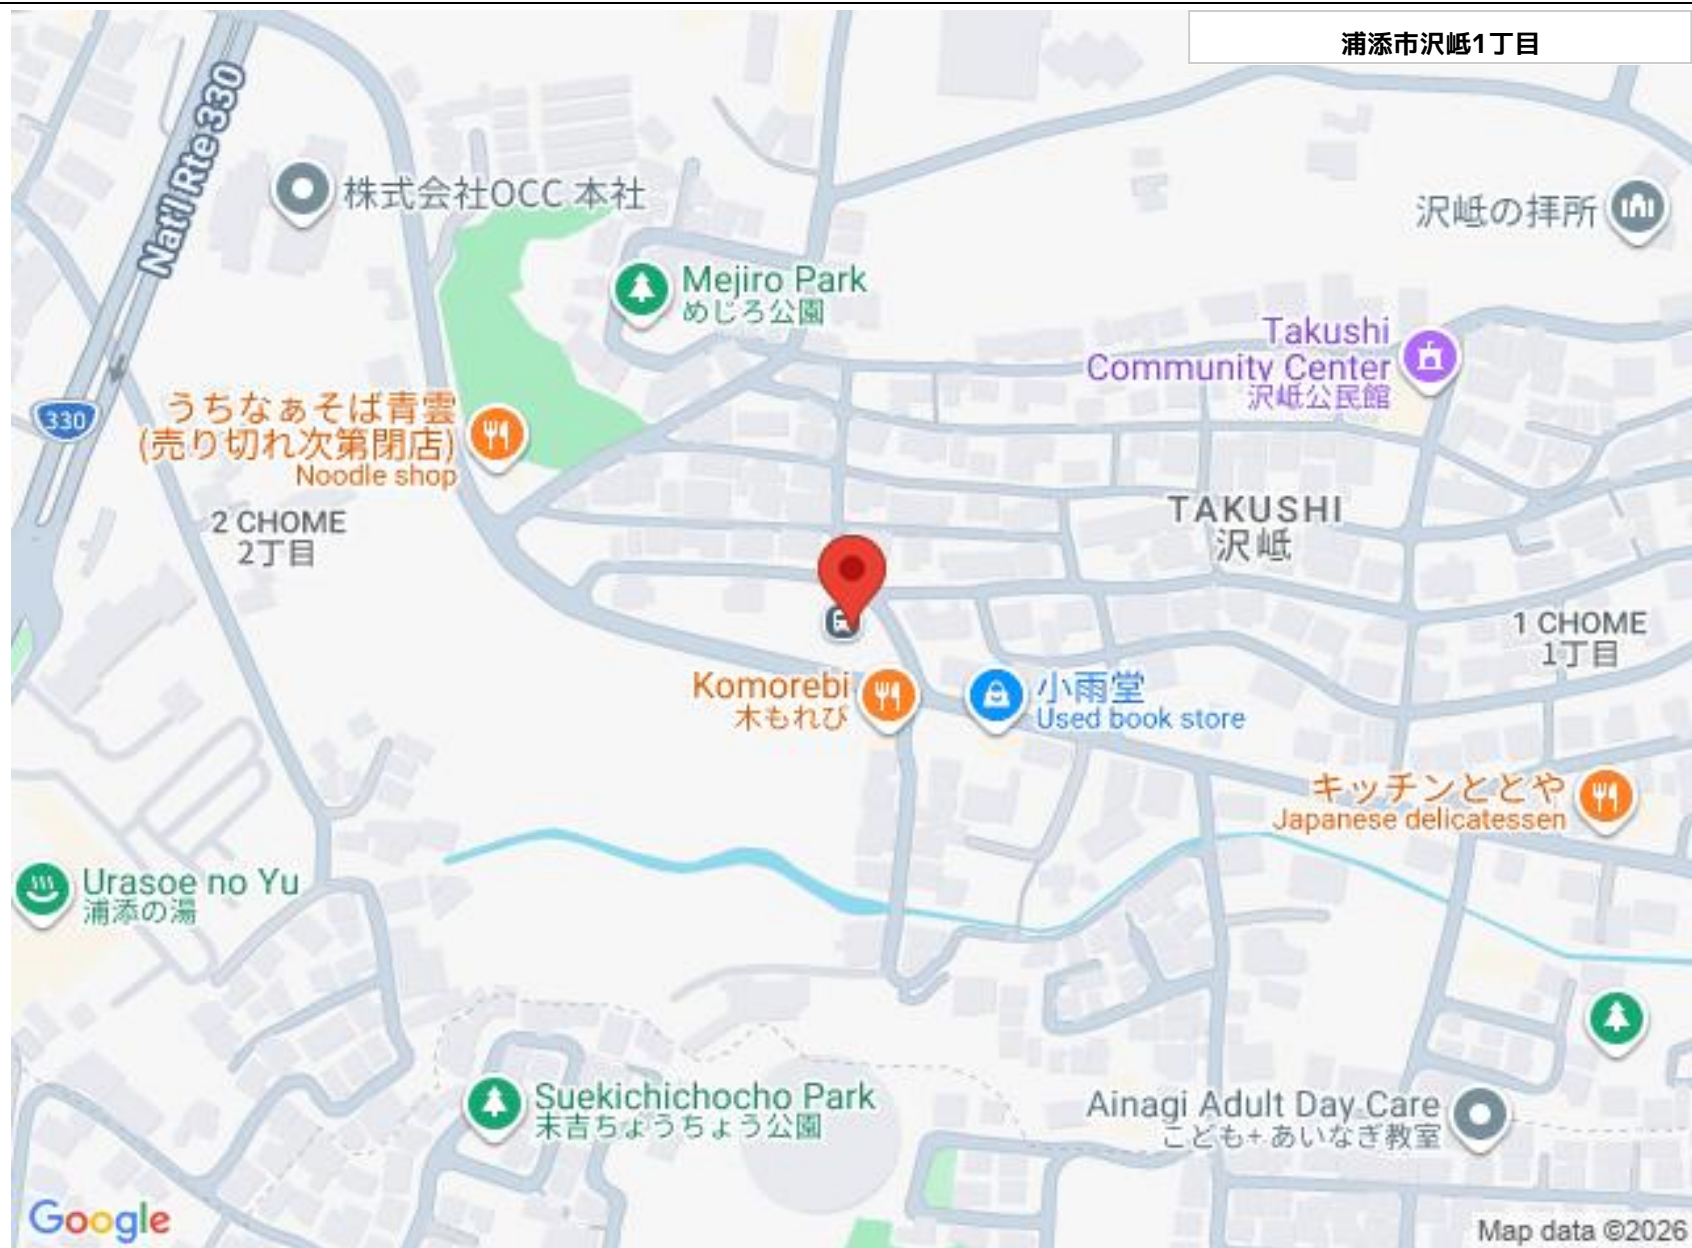 浦添市沢岻1丁目
Nat'l Rte 330
株式会社OCC 本社
沢岻の拝所
Mejiro Park
めじろ公園
Takushi
Community Center
沢岻公民館
330
うちなぁそば青雲
(売り切れ次第閉店)
Noodle shop
2 CHOME
2丁目
TAKUSHI
沢岻
1 CHOME
1丁目
Komorebi
木もれび
小雨堂
Used book store
キッチンととや
Japanese delicatessen
Urasoe no Yu
浦添の湯
Suekichichocho Park
末吉ちょうちょう公園
Ainagi Adult Day Care
こども+ あいなぎ教室
Google
Map data ©2026